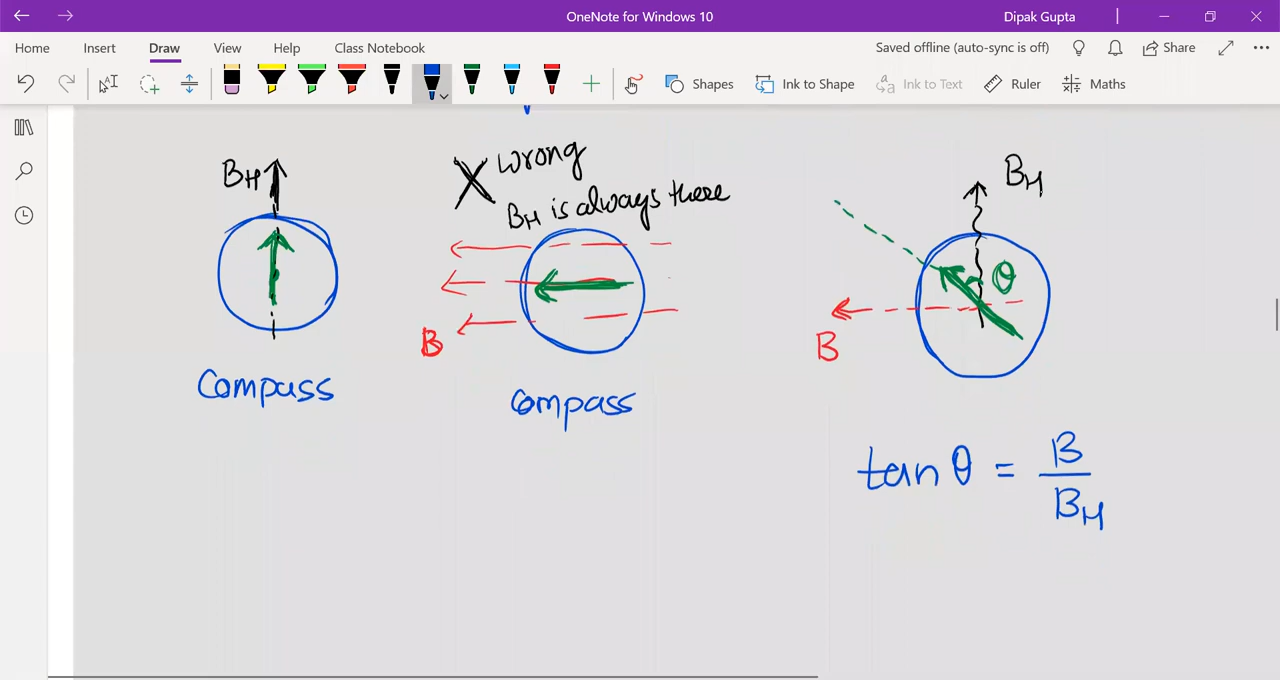 OneNote for Windows 10
Dipak Gupta
Home Insert Draw View Help Class Notebook
Saved offline (auto-sync is off)
Share
Shapes
Ink to Shape
Ink to Text
Ruler
Maths
BH
X wrong
BH is always there
BH
θ
B
B
Compass
Compass
tan θ = B / BH